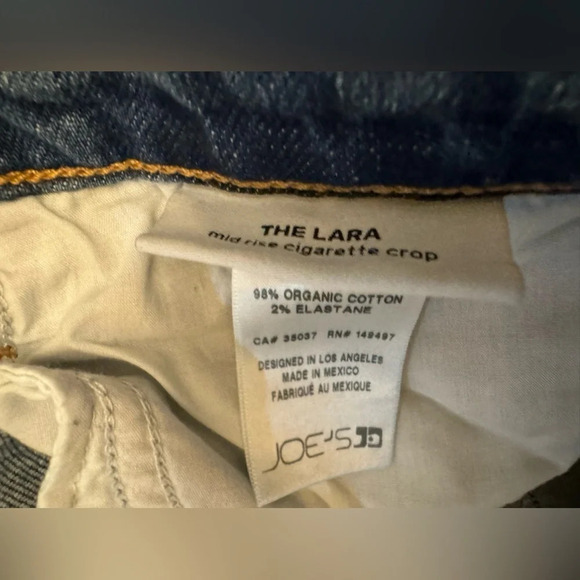 THE LARA
mid rise cigarette crop
98% ORGANIC COTTON
2% ELASTANE
CA# 38037 RN# 149497
DESIGNED IN LOS ANGELES
MADE IN MEXICO
FABRIQUÉ AU MEXIQUE
JOE'S